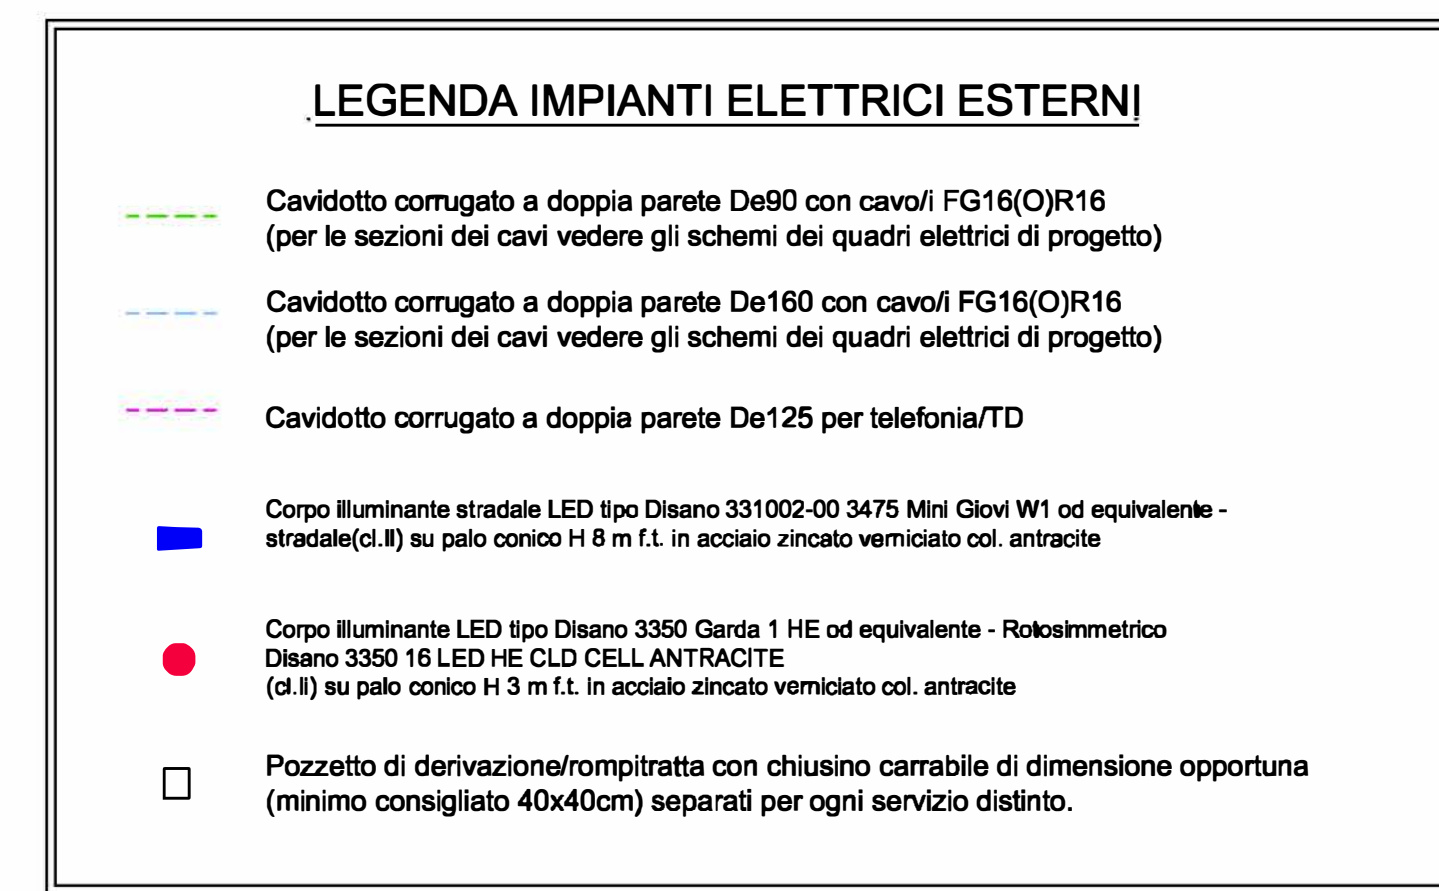 LEGENDA IMPIANTI ELETTRICI ESTERNI
Cavidotto corrugato a doppia parete De90 con cavo/i FG16(O)R16
(per le sezioni dei cavi vedere gli schemi dei quadri elettrici di progetto)
Cavidotto corrugato a doppia parete De160 con cavo/i FG16(O)R16
(per le sezioni dei cavi vedere gli schemi dei quadri elettrici di progetto)
Cavidotto corrugato a doppia parete De125 per telefonia/TD
Corpo illuminante stradale LED tipo Disano 331002-00 3475 Mini Giovi W1 od equivalente -
stradale(cl.II) su palo conico H 8 m f.t. in acciaio zincato verniciato col. antracite
Corpo illuminante LED tipo Disano 3350 Garda 1 HE od equivalente - Rotosimmetrico
Disano 3350 16 LED HE CLD CELL ANTRACITE
(cl.Ii) su palo conico H 3 m f.t. in acciaio zincato verniciato col. antracite
Pozzetto di derivazione/rompitratta con chiusino carrabile di dimensione opportuna
(minimo consigliato 40x40cm) separati per ogni servizio distinto.